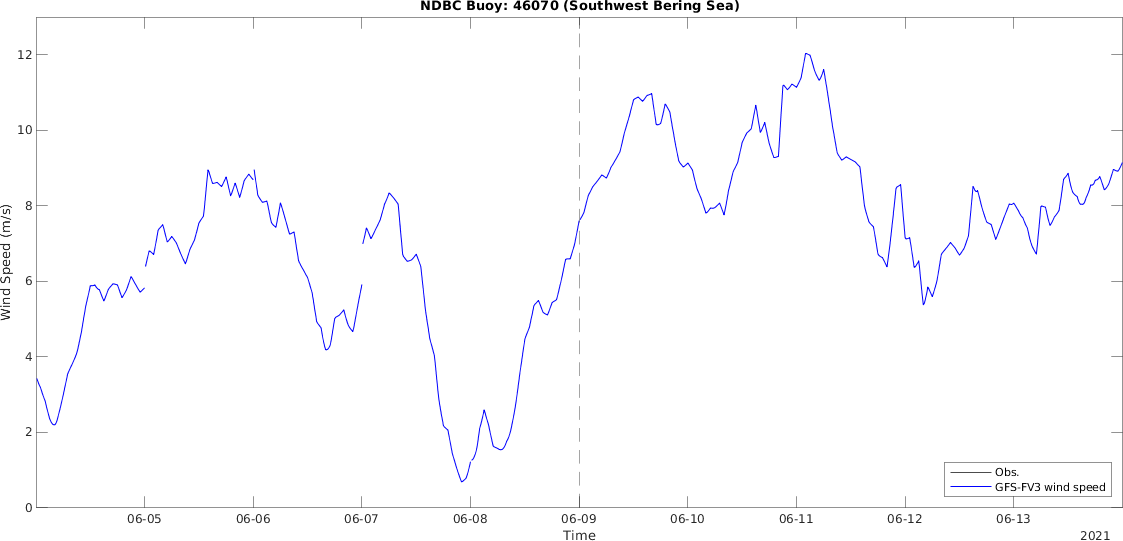 NDBC Buoy: 46070 (Southwest Bering Sea)
Wind Speed (m/s)
12
10
8
6
4
2
0
Obs.
GFS-FV3 wind speed
06-05 06-06 06-07 06-08 06-09 06-10 06-11 06-12 06-13
Time
2021